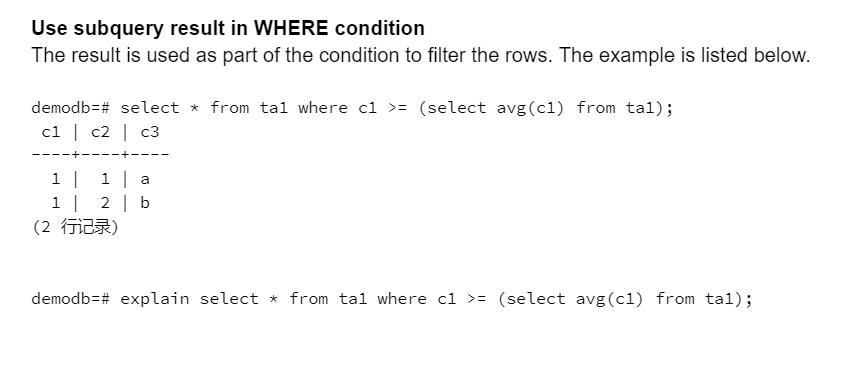 Use subquery result in WHERE condition
The result is used as part of the condition to filter the rows. The example is listed below.
demodb=# select * from ta1 where c1 >= (select avg(c1) from ta1);
 c1 | c2 | c3
----+----+----
  1 |  1 | a
  1 |  2 | b
(2 行记录)
demodb=# explain select * from ta1 where c1 >= (select avg(c1) from ta1);